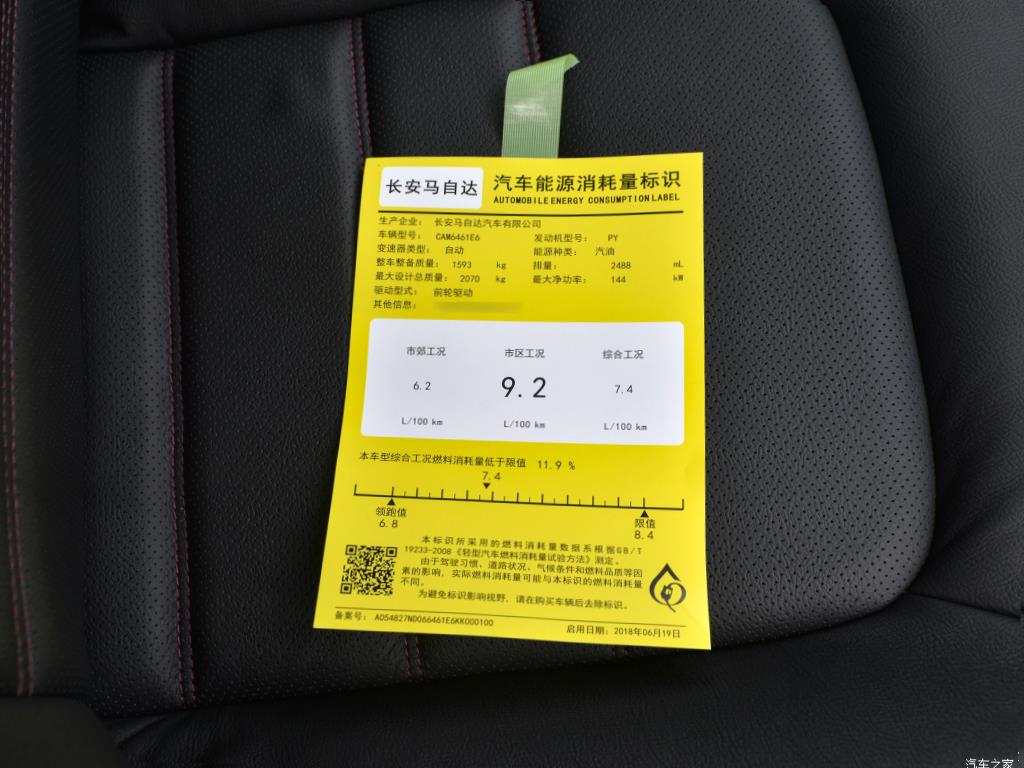 长安马自达
汽车能源消耗量标识
AUTOMOBILE ENERGY CONSUMPTION LABEL
生产企业： 长安马自达汽车有限公司
车辆型号： CAM6461E6 发动机型号： PY
变速器类型： 自动 能源种类： 汽油
整车整备质量： 1593 kg 排量： 2488 mL
最大设计总质量： 2070 kg 最大净功率： 144 kW
驱动型式： 前轮驱动
其他信息：
市郊工况 市区工况 综合工况
6.2 9.2 7.4
L/100 km L/100 km L/100 km
本车型综合工况燃料消耗量低于限值 11.9 %
7.4
领跑值 限值
6.8 8.4
本标识所采用的燃料消耗量数据系根据GB/T
19233-2008《轻型汽车燃料消耗量试验方法》测定。
由于驾驶习惯、道路状况、气候条件和燃料品质等因
素的影响，实际燃料消耗量可能与本标识的燃料消耗量
不同。
为避免标识影响视野，请在购买车辆后去除标识。
备案号： A054827ND066461E6KK000100 启用日期：2018年06月19日
汽车之家